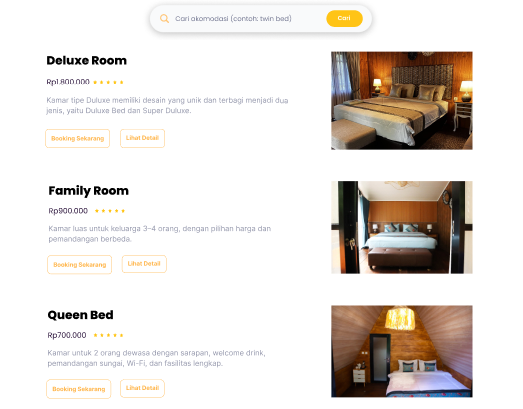 Cari akomodasi (contoh: twin bed)
Cari
Deluxe Room
Rp1.800.000
Kamar tipe Duluxe memiliki desain yang unik dan terbagi menjadi dua
jenis, yaitu Duluxe Bed dan Super Duluxe.
Booking Sekarang
Lihat Detail
Family Room
Rp900.000
Kamar luas untuk keluarga 3–4 orang, dengan pilihan harga dan
pemandangan berbeda.
Booking Sekarang
Lihat Detail
Queen Bed
Rp700.000
Kamar untuk 2 orang dewasa dengan sarapan, welcome drink,
pemandangan sungai, Wi-Fi, dan fasilitas lengkap.
Booking Sekarang
Lihat Detail